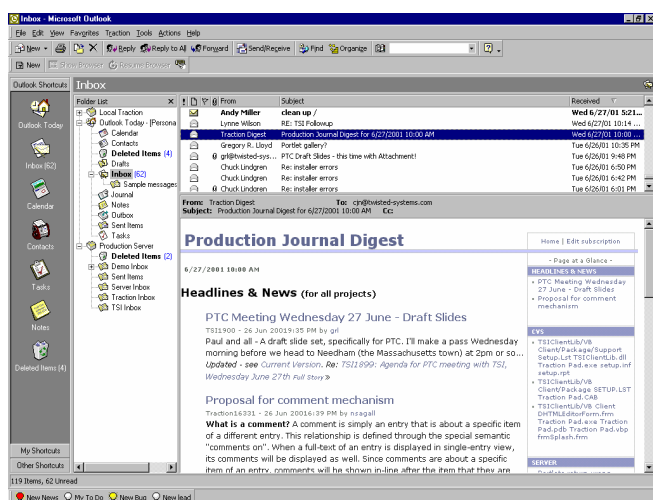 Inbox - Microsoft Outlook
File Edit View Favorites Traction Tools Actions Help
New Reply Reply to All Forward Send/Receive Find Organize
New Show Browser Resume Browser
Outlook Shortcuts
Inbox
Outlook Today
Inbox (62)
Calendar
Contacts
Tasks
Notes
Deleted Items (4)
My Shortcuts
Other Shortcuts
Folder List
Local Traction
Outlook Today - [Persona
Calendar
Contacts
Deleted Items (4)
Drafts
Inbox (62)
Sample messages
Journal
Notes
Outbox
Sent Items
Tasks
Production Server
Deleted Items (2)
Demo Inbox
Sent Items
Server Inbox
Traction Inbox
TSI Inbox
From Subject Received
Andy Miller clean up / Wed 6/27/01 5:21...
Lynne Wilson RE: TSI Followup Wed 6/27/01 10:14 ...
Traction Digest Production Journal Digest for 6/27/2001 10:00 AM Wed 6/27/01 10:00 ...
Gregory R. Lloyd Portlet gallery? Tue 6/26/01 10:35 PM
grl@twisted-sys... PTC Draft Slides - this time with Attachment! Tue 6/26/01 9:48 PM
Chuck Lindgren Re: installer errors Tue 6/26/01 6:50 PM
Chuck Lindgren Re: installer errors Tue 6/26/01 6:42 PM
Chuck Lindgren Re: installer errors Tue 6/26/01 6:01 PM
From: Traction Digest To: cjn@twisted-systems.com
Subject: Production Journal Digest for 6/27/2001 10:00 AM Cc:
Production Journal Digest
6/27/2001 10:00 AM
Headlines & News (for all projects)
PTC Meeting Wednesday 27 June - Draft Slides
TSI1900 - 26 Jun 20019:35 PM by grl
Paul and all - A draft slide set, specifically for PTC. I'll make a pass Wednesday
morning before we head to Needham (the Massachusetts town) at 2pm or so...
Updated - see Current Version. Re: TSI1899: Agenda for PTC meeting with TSI,
Wednesday June 27th Full Story »
Proposal for comment mechanism
Traction16331 - 26 Jun 20016:39 PM by nsagall
What is a comment? A comment is simply an entry that is about a specific item
of a different entry. This relationship is defined through the special semantic
"comments on". When a full-text of an entry is displayed in single-entry view,
its comments will be displayed as well. Since comments are about a specific
item of an entry, comments will be shown in-line after the item that they are
Home | Edit subscription
- Page at a Glance -
HEADLINES & NEWS
PTC Meeting Wednesday
27 June - Draft Slides
Proposal for comment
mechanism
CVS
TSIClientLib/VB
Client/Package/Support
Setup.Lst TSIClientLib.dll
Traction Pad.exe setup.inf
setup.rpt
TSIClientLib/VB
Client/Package SETUP.LST
Traction Pad.CAB
TSIClientLib/VB Client
DHTMLEditorForm.frm
Traction Pad.exe Traction
Pad.pdb Traction Pad.vbp
frmSplash.frm
SERVER
119 Items, 62 Unread
New News My To Do New Bug New lead